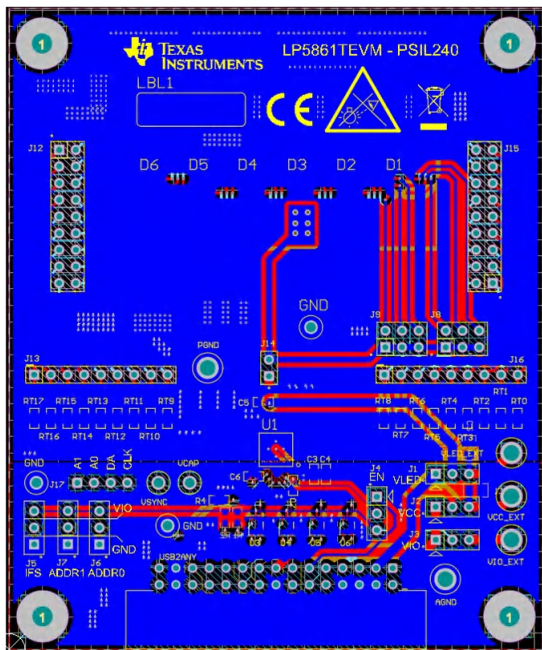 1
1
TEXAS INSTRUMENTS
LP5861TEVM - PSIL240
LBL1
CE
J12
J15
D6
D5
D4
D3
D2
D1
GND
J9
J8
PGND
J14
J13
J16
RT17
RT15
RT13
RT11
RT9
C5
RT8
RT6
RT4
RT2
RT1
RT0
RT16
RT14
RT12
RT10
RT7
RT5
RT3
U1
VLED_EXT
GND
A1
A0
DA
CLK
J17
VCAP
VSYNC
C6
C3
C4
J4
EN
J1
VLED
R4
J2
VCC
VCC_EXT
VIO
GND
GND
J3
VIO
VIO_EXT
J5
J7
J6
IFS
ADDR1
ADDR0
USB2ANY
AGND
1
1